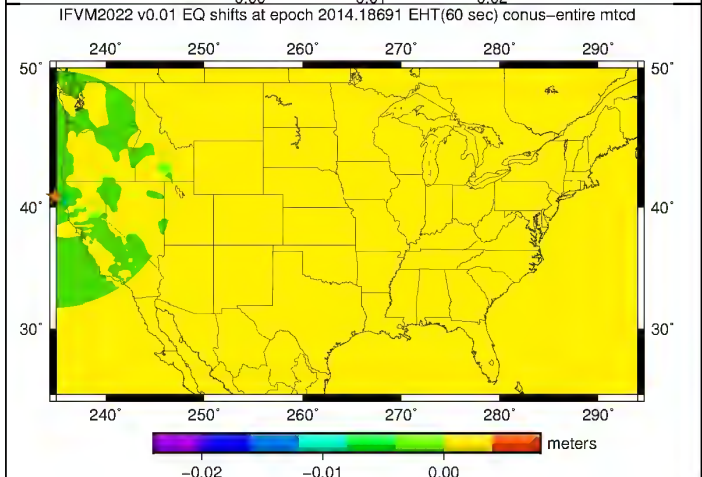 IFVM2022 v0.01 EQ shifts at epoch 2014.18691 EHT(60 sec) conus−entire mtcd
240° 250° 260° 270° 280° 290°
50° 50°
40° 40°
30° 30°
240° 250° 260° 270° 280° 290°
meters
−0.02 −0.01 0.00